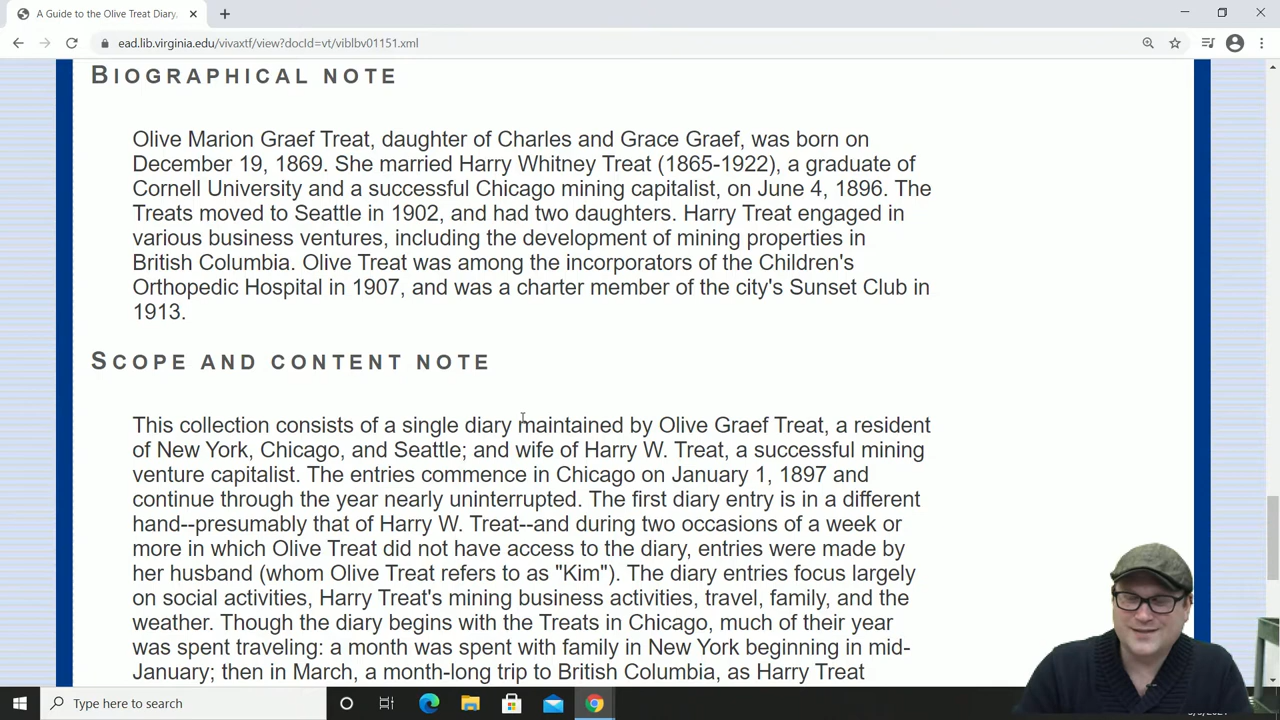 A Guide to the Olive Treat Diary.
ead.lib.virginia.edu/vivaxtf/view?docId=vt/viblbv01151.xml
BIOGRAPHICAL NOTE
Olive Marion Graef Treat, daughter of Charles and Grace Graef, was born on
December 19, 1869. She married Harry Whitney Treat (1865-1922), a graduate of
Cornell University and a successful Chicago mining capitalist, on June 4, 1896. The
Treats moved to Seattle in 1902, and had two daughters. Harry Treat engaged in
various business ventures, including the development of mining properties in
British Columbia. Olive Treat was among the incorporators of the Children's
Orthopedic Hospital in 1907, and was a charter member of the city's Sunset Club in
1913.
SCOPE AND CONTENT NOTE
This collection consists of a single diary maintained by Olive Graef Treat, a resident
of New York, Chicago, and Seattle; and wife of Harry W. Treat, a successful mining
venture capitalist. The entries commence in Chicago on January 1, 1897 and
continue through the year nearly uninterrupted. The first diary entry is in a different
hand--presumably that of Harry W. Treat--and during two occasions of a week or
more in which Olive Treat did not have access to the diary, entries were made by
her husband (whom Olive Treat refers to as "Kim"). The diary entries focus largely
on social activities, Harry Treat's mining business activities, travel, family, and the
weather. Though the diary begins with the Treats in Chicago, much of their year
was spent traveling: a month was spent with family in New York beginning in mid-
January; then in March, a month-long trip to British Columbia, as Harry Treat
Type here to search